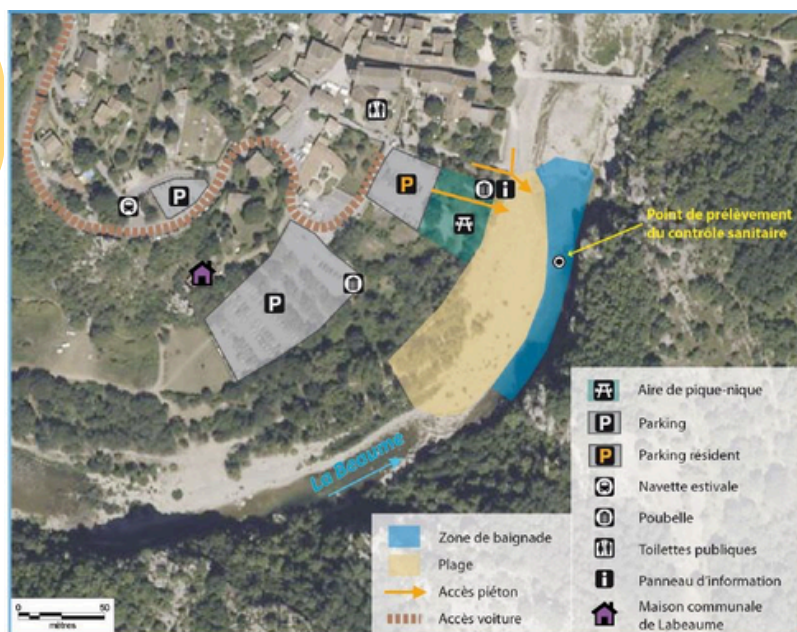 P
P
P
P
i
Point de prélèvement
du contrôle sanitaire
La Beaume
Zone de baignade
Plage
Accès piéton
Accès voiture
Aire de pique-nique
P
Parking
P
Parking résident
Navette estivale
Poubelle
Toilettes publiques
i
Panneau d'information
Maison communale
de Labeaume
0
50
mètres